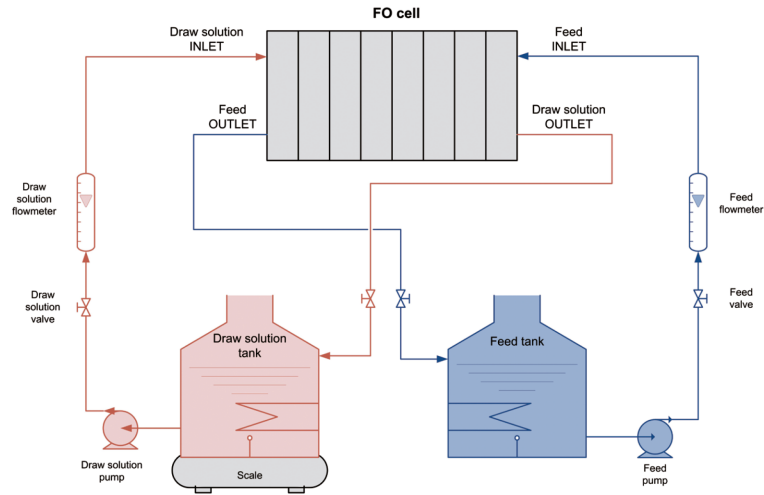 FO cell
Draw solution
INLET
Feed
INLET
Feed
OUTLET
Draw solution
OUTLET
Draw
solution
flowmeter
Feed
flowmeter
Draw
solution
valve
Feed
valve
Draw solution
tank
Feed tank
Draw solution
pump
Scale
Feed
pump